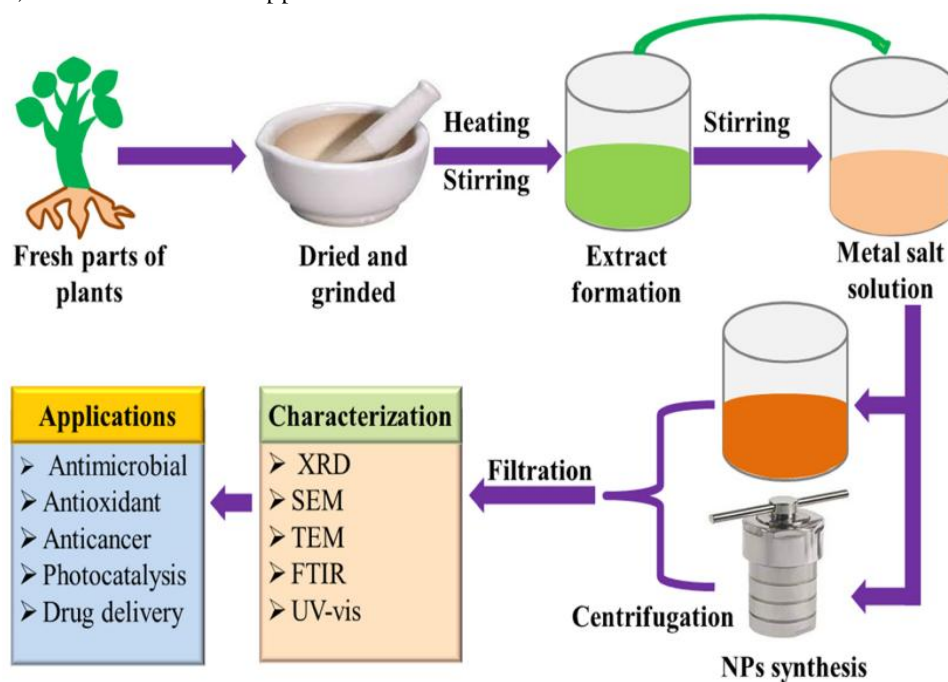 Heating
Stirring
Stirring
Fresh parts of
plants
Dried and
grinded
Extract
formation
Metal salt
solution
Applications
➢ Antimicrobial
➢ Antioxidant
➢ Anticancer
➢ Photocatalysis
➢ Drug delivery
Characterization
➢ XRD
➢ SEM
➢ TEM
➢ FTIR
➢ UV-vis
Filtration
Centrifugation
NPs synthesis